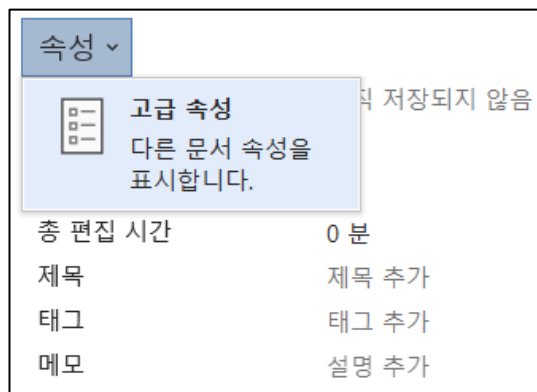 속성
고급 속성
다른 문서 속성을
표시합니다.
저장되지 않음
총 편집 시간 0 분
제목 제목 추가
태그 태그 추가
메모 설명 추가